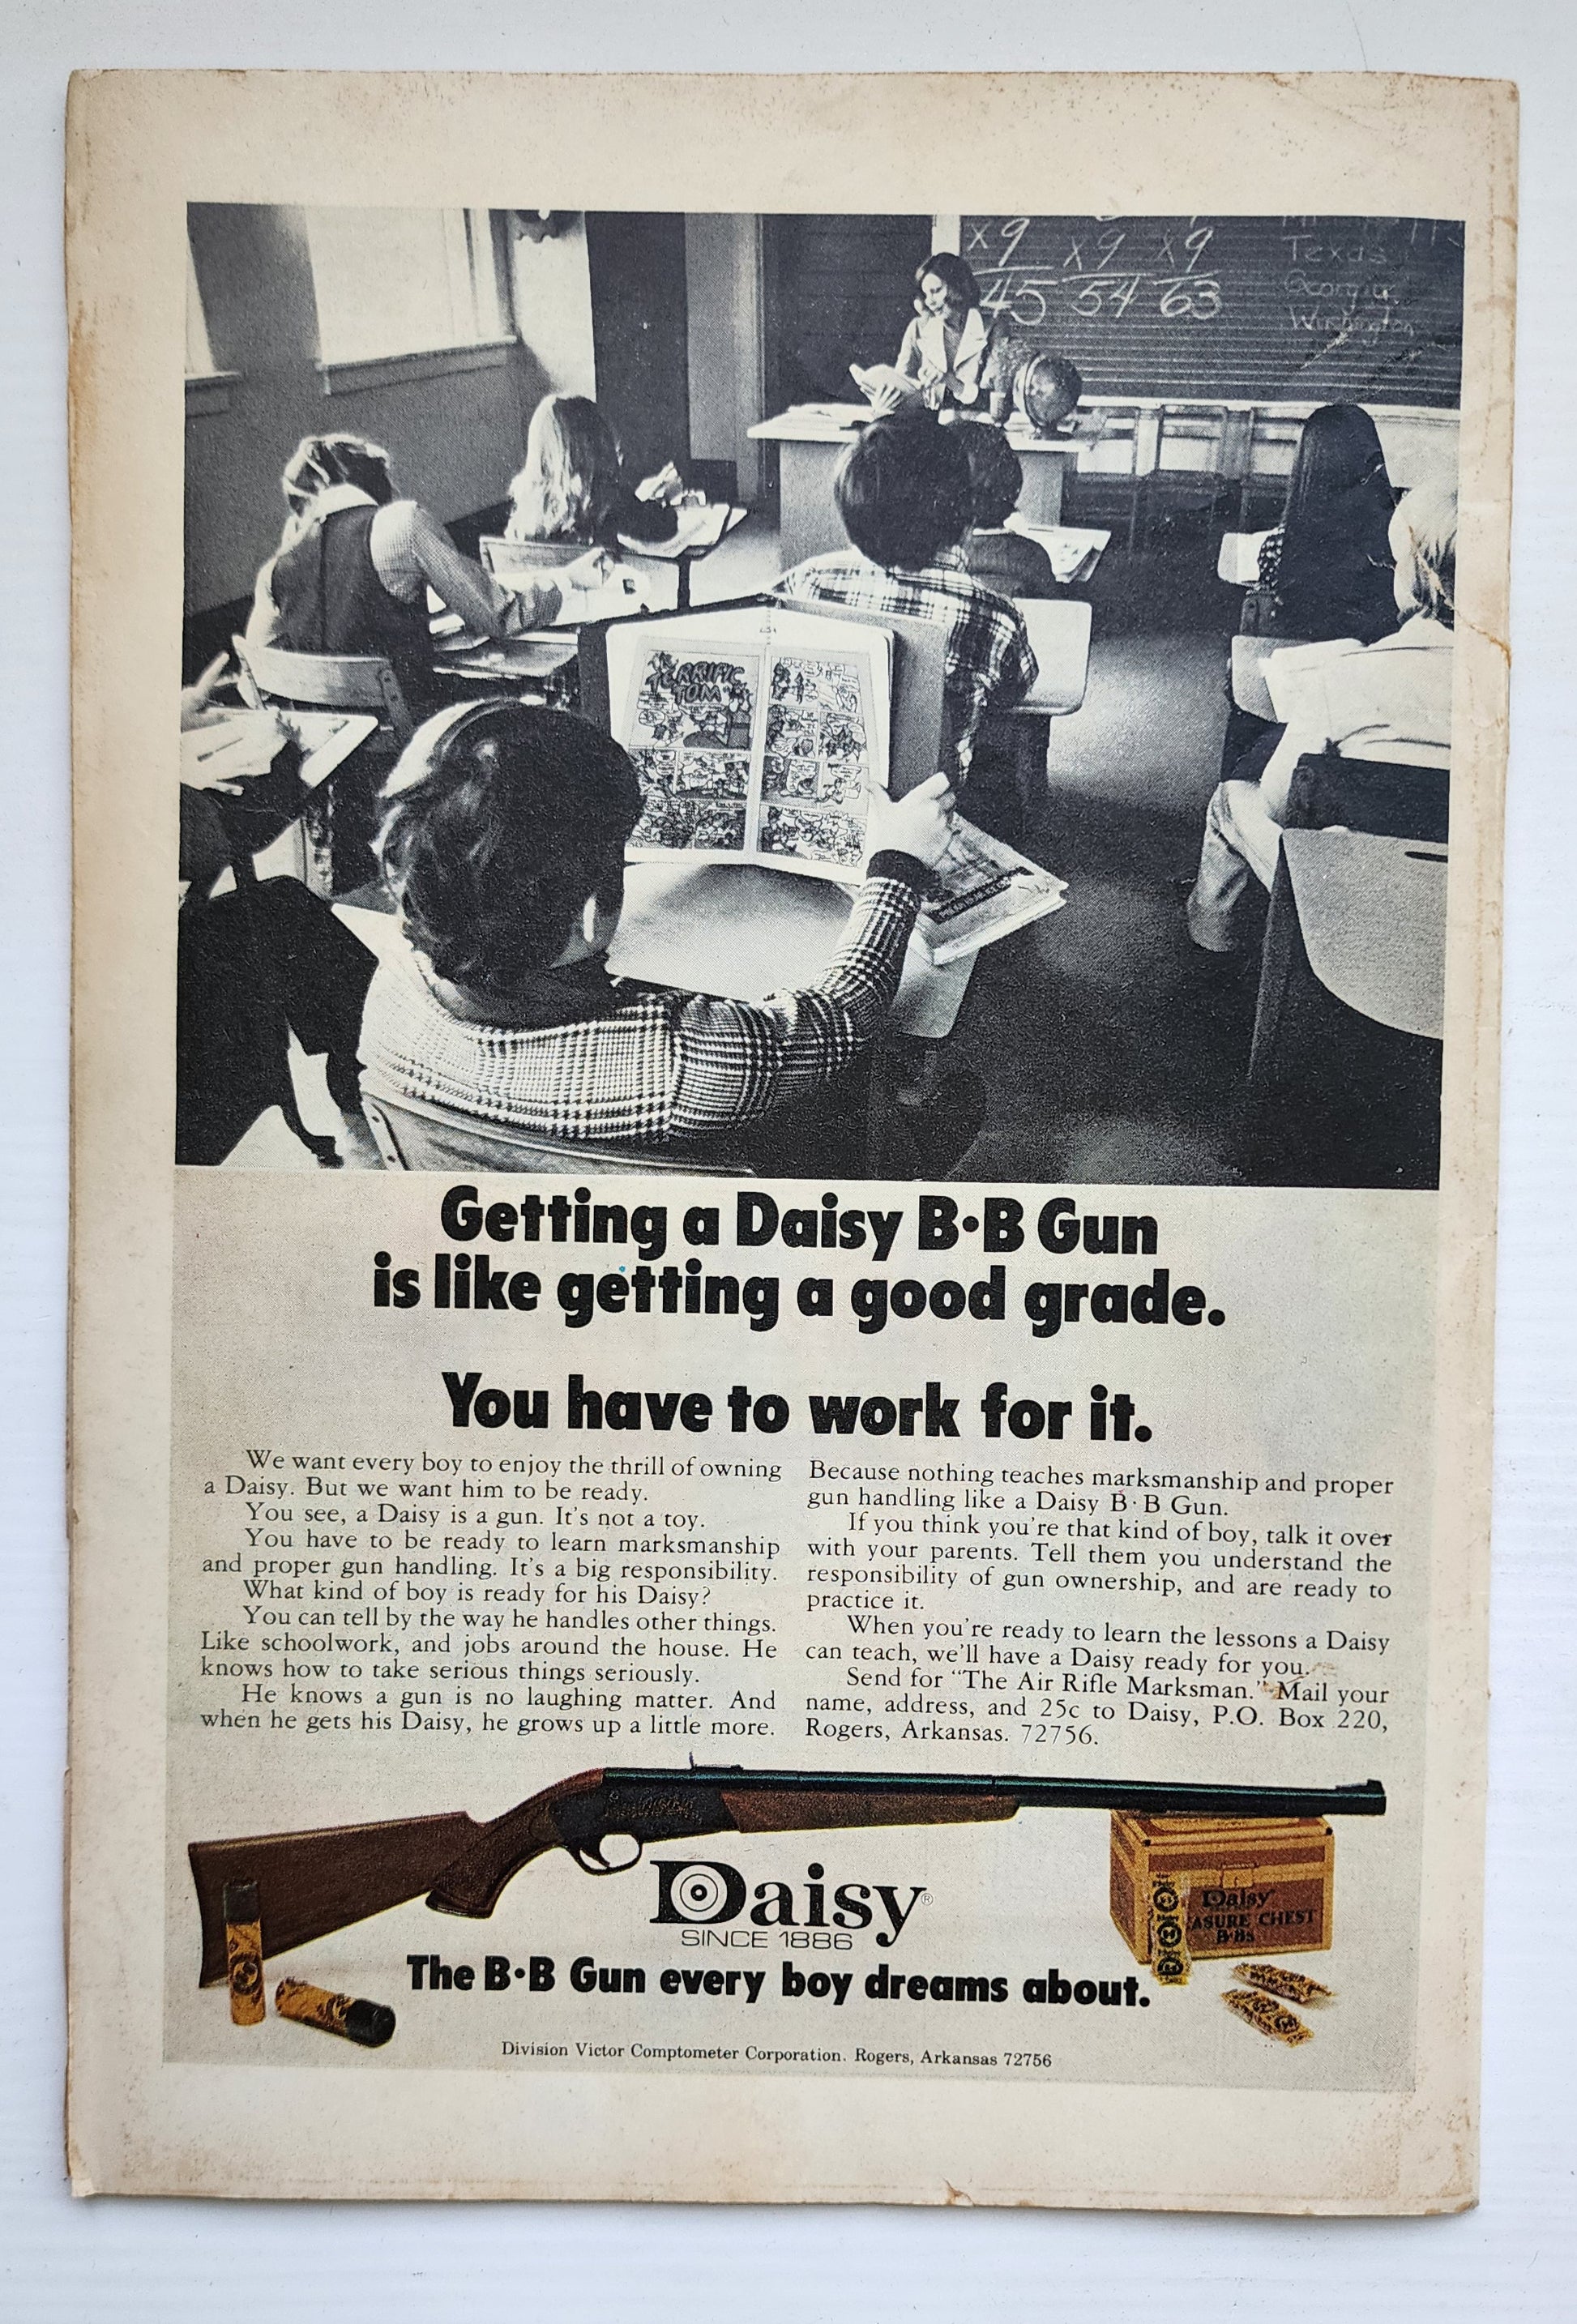 x9 x9 x9
45 54 63
Texas
Georgia
Washington
TERRIFIC
TOM
Getting a Daisy B·B Gun
is like getting a good grade.
You have to work for it.
We want every boy to enjoy the thrill of owning
a Daisy. But we want him to be ready.
You see, a Daisy is a gun. It's not a toy.
You have to be ready to learn marksmanship
and proper gun handling. It's a big responsibility.
What kind of boy is ready for his Daisy?
You can tell by the way he handles other things.
Like schoolwork, and jobs around the house. He
knows how to take serious things seriously.
He knows a gun is no laughing matter. And
when he gets his Daisy, he grows up a little more.
Because nothing teaches marksmanship and proper
gun handling like a Daisy B·B Gun.
If you think you're that kind of boy, talk it over
with your parents. Tell them you understand the
responsibility of gun ownership, and are ready to
practice it.
When you're ready to learn the lessons a Daisy
can teach, we'll have a Daisy ready for you.
Send for "The Air Rifle Marksman." Mail your
name, address, and 25c to Daisy, P.O. Box 220,
Rogers, Arkansas. 72756.
Daisy®
SINCE 1886
Daisy
ASURE CHEST
B·Bs
The B·B Gun every boy dreams about.
Division Victor Comptometer Corporation. Rogers, Arkansas 72756